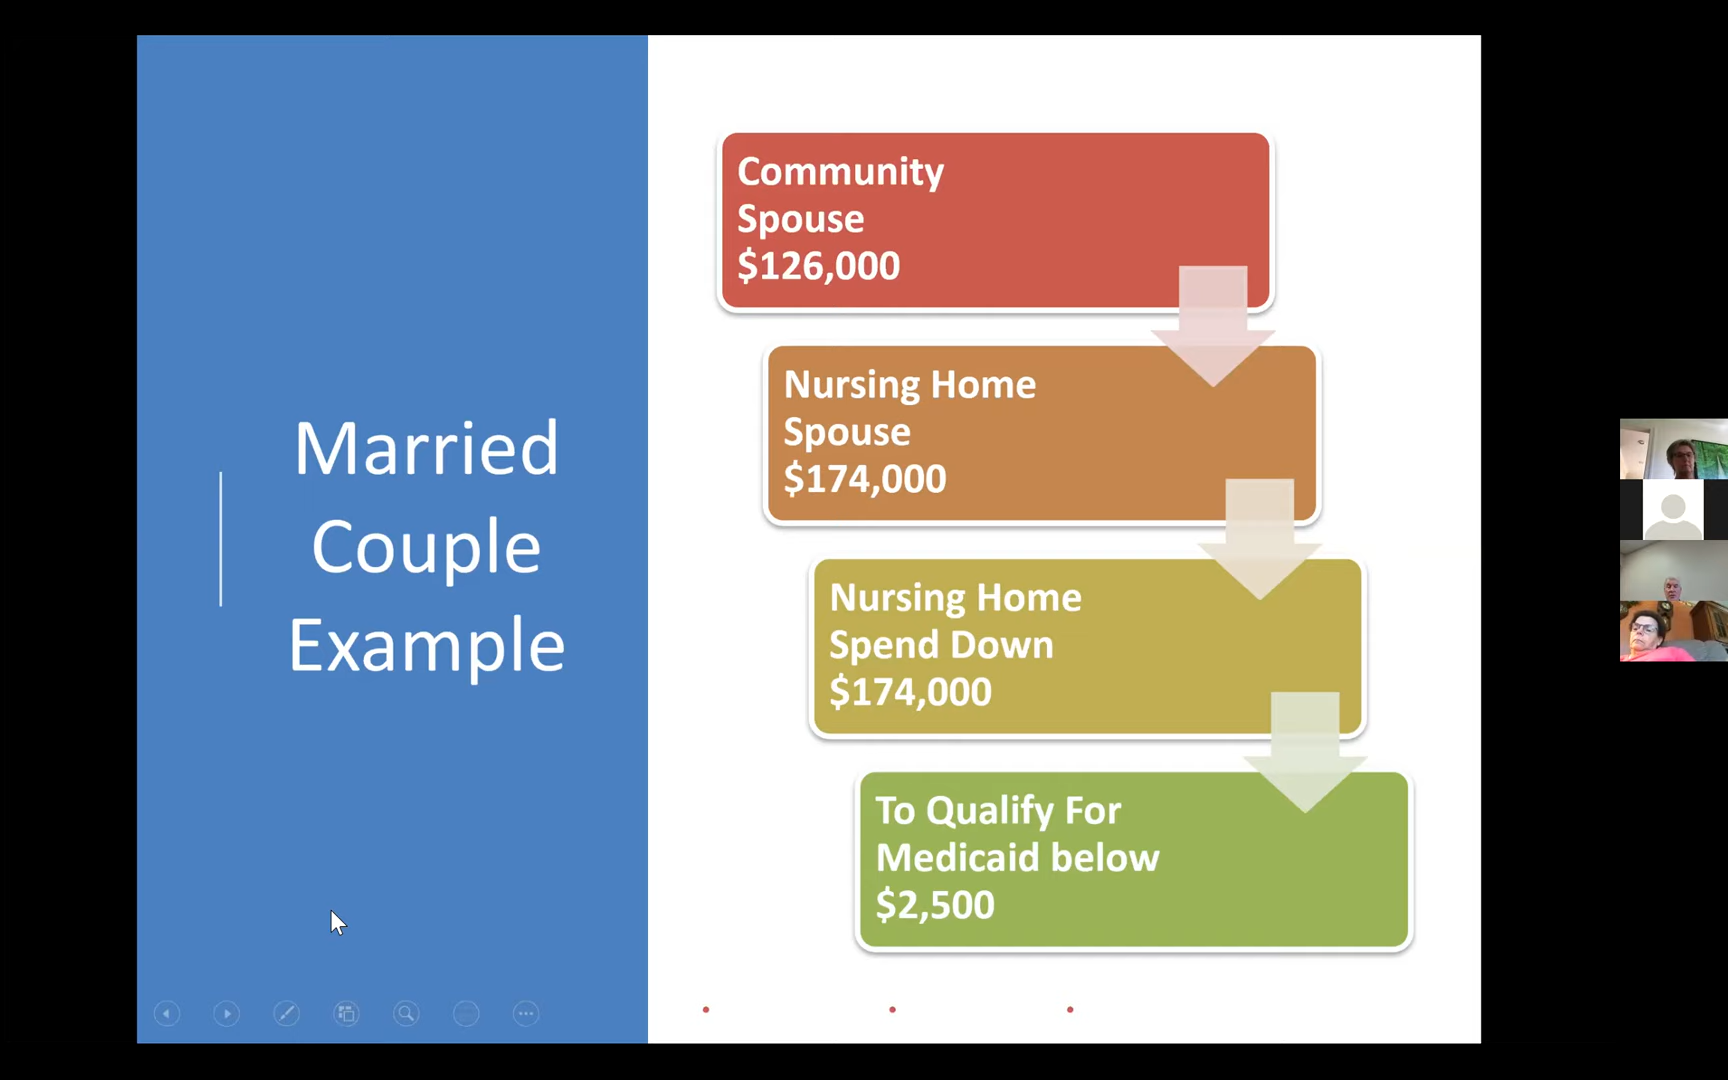 Married
Couple
Example
Community
Spouse
$126,000
Nursing Home
Spouse
$174,000
Nursing Home
Spend Down
$174,000
To Qualify For
Medicaid below
$2,500